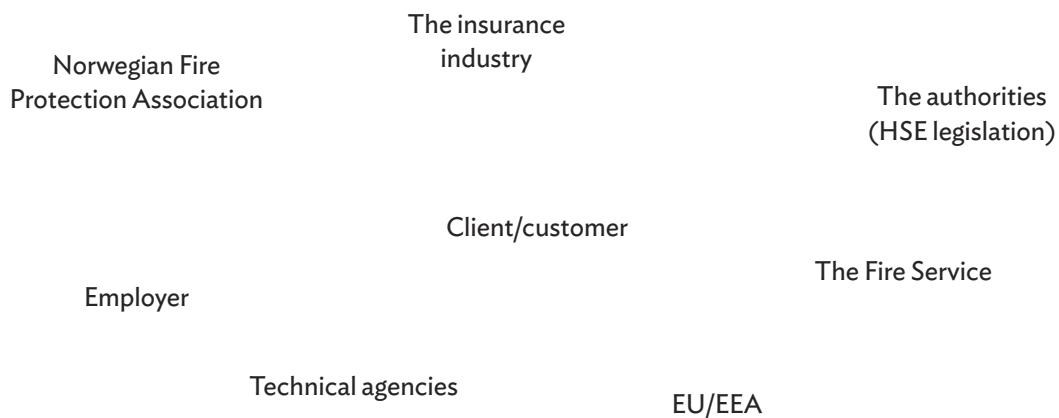 The insurance
industry
Norwegian Fire
Protection Association
The authorities
(HSE legislation)
Client/customer
The Fire Service
Employer
Technical agencies
EU/EEA